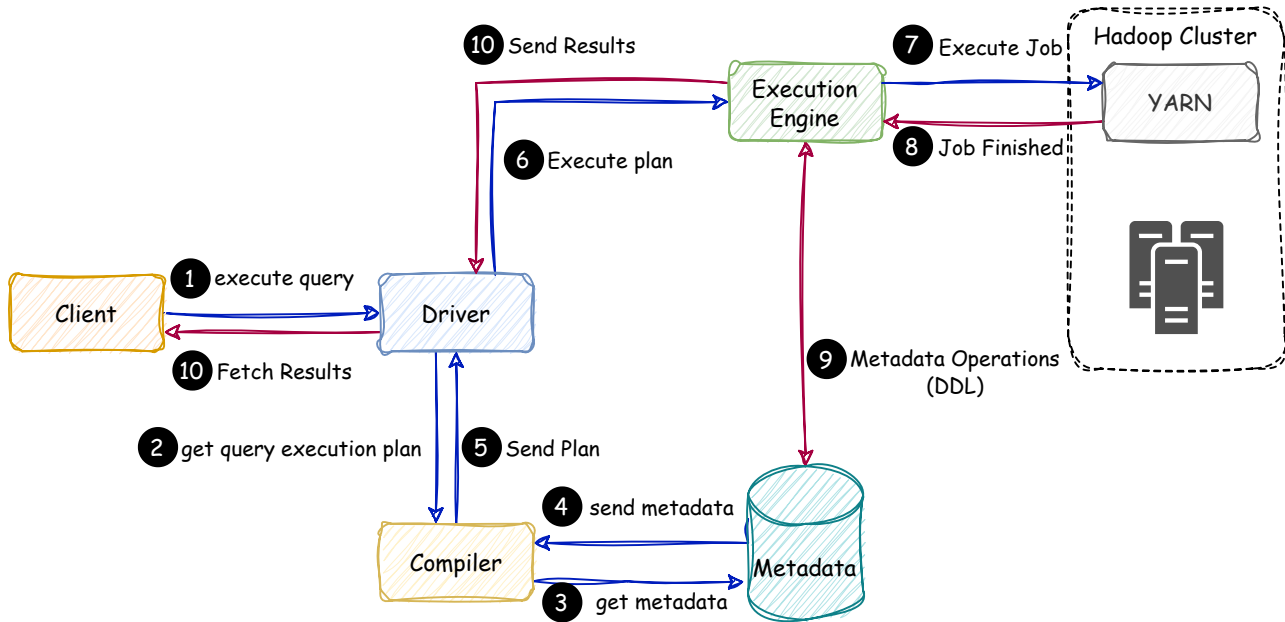 10 Send Results
7 Execute Job
Hadoop Cluster
Execution
Engine
YARN
6 Execute plan
8 Job Finished
1 execute query
Client
Driver
10 Fetch Results
9 Metadata Operations
(DDL)
2 get query execution plan
5 Send Plan
4 send metadata
Compiler
Metadata
3 get metadata